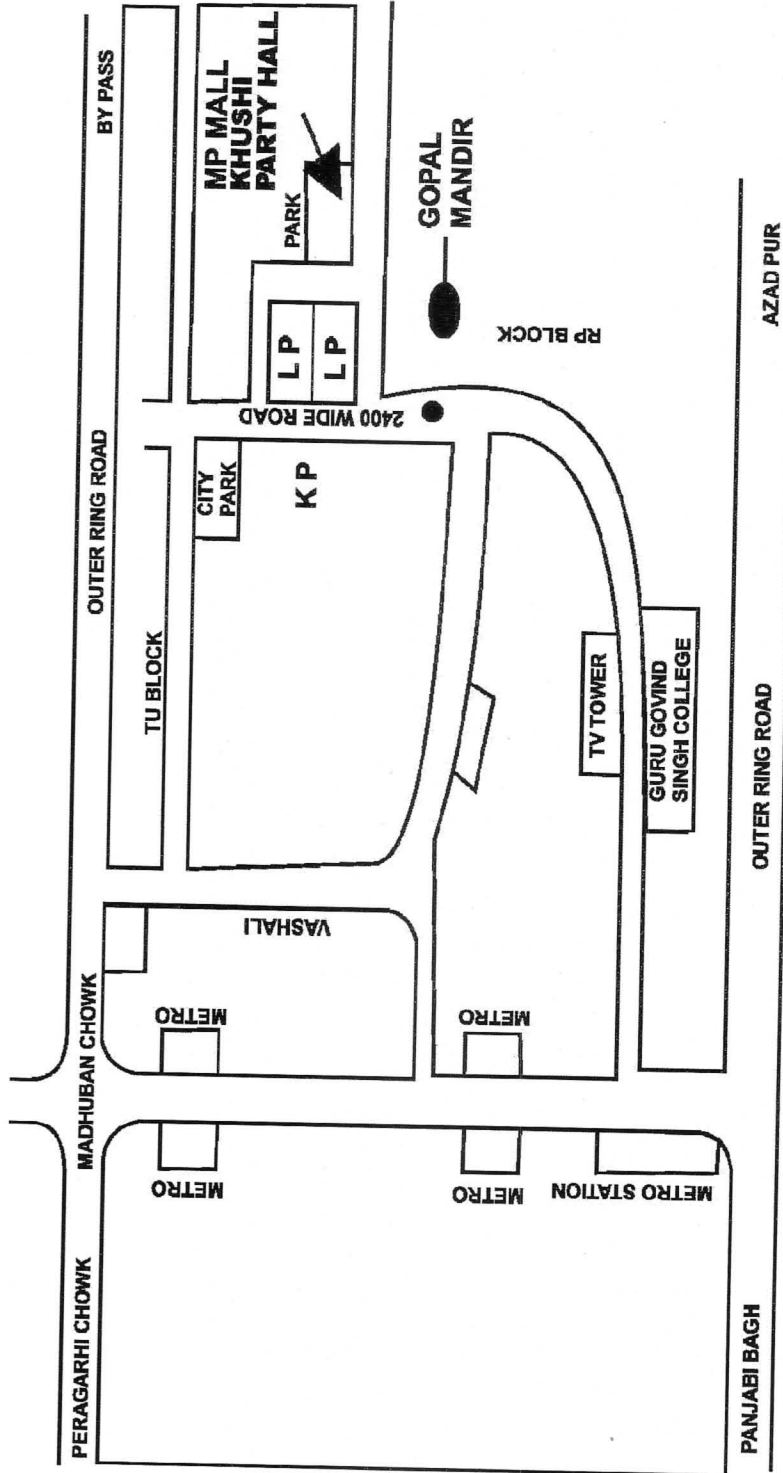 PERAGARHI CHOWK
MADHUBAN CHOWK
OUTER RING ROAD
BY PASS
TU BLOCK
METRO
METRO
VASHALI
CITY
PARK
K P
2400 WIDE ROAD
L P
L P
PARK
MP MALL
KHUSHI
PARTY HALL
GOPAL
MANDIR
RP BLOCK
METRO
METRO
METRO STATION
TV TOWER
GURU GOVIND
SINGH COLLEGE
PANJABI BAGH
OUTER RING ROAD
AZAD PUR